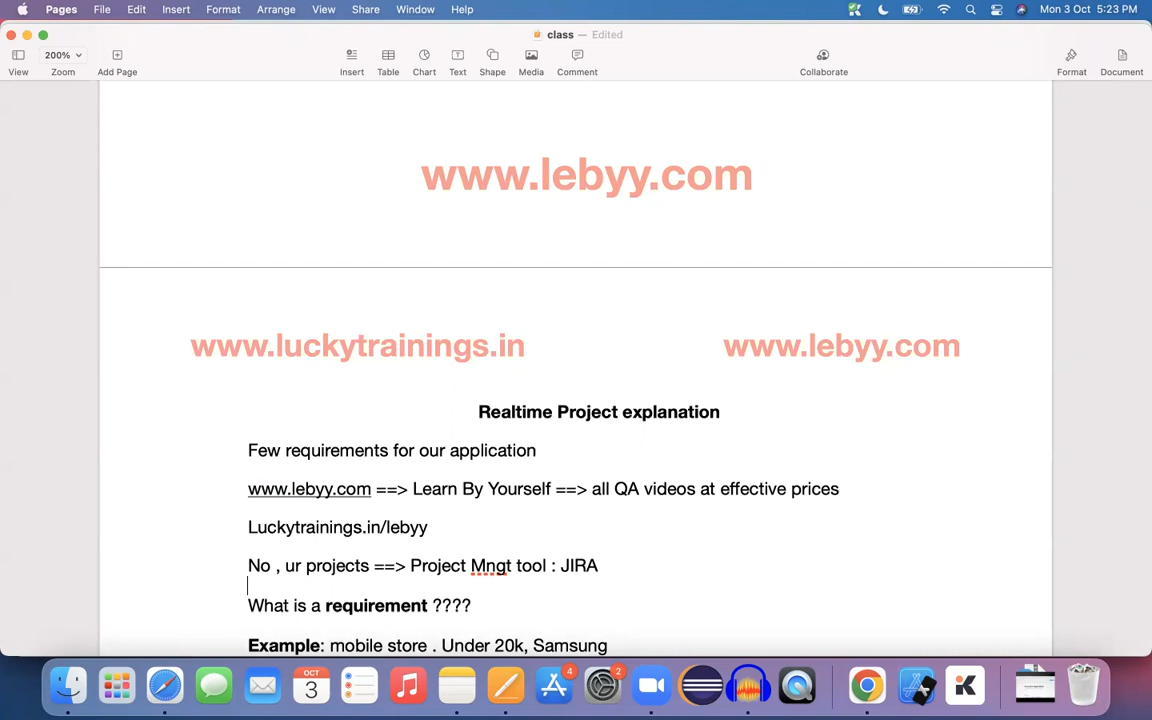 Pages File Edit Insert Format Arrange View Share Window Help Mon 3 Oct 5:23 PM
class — Edited
200%
View Zoom Add Page Insert Table Chart Text Shape Media Comment Collaborate Format Document
www.lebyy.com
www.luckytrainings.in www.lebyy.com
Realtime Project explanation
Few requirements for our application
www.lebyy.com ==> Learn By Yourself ==> all QA videos at effective prices
Luckytrainings.in/lebyy
No , ur projects ==> Project Mngt tool : JIRA
What is a requirement ????
Example: mobile store . Under 20k, Samsung
OCT
3
4
2